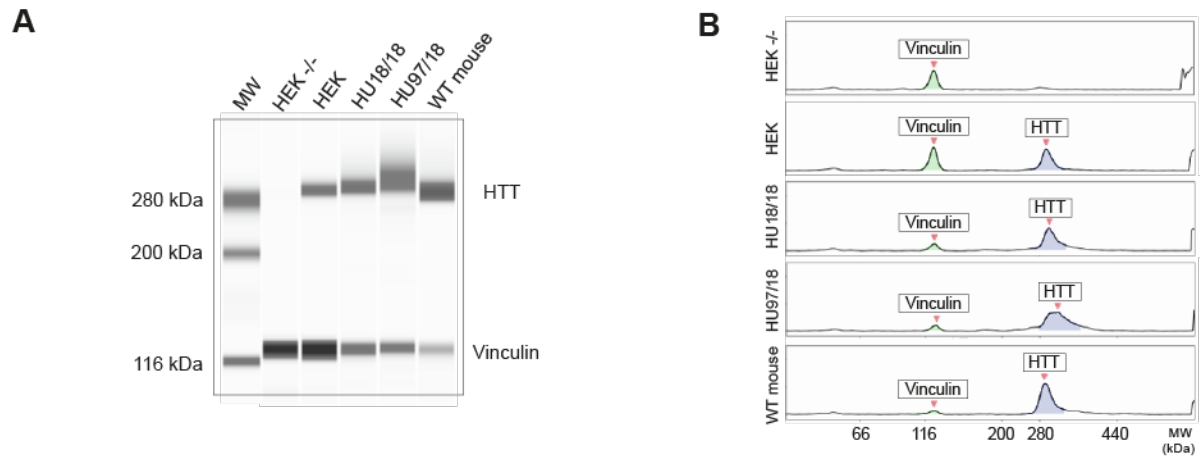 A
MW
HEK -/-
HEK
HU18/18
HU97/18
WT mouse
280 kDa
200 kDa
116 kDa
HTT
Vinculin
B
HEK -/-
Vinculin
HEK
Vinculin
HTT
HU18/18
Vinculin
HTT
HU97/18
Vinculin
HTT
WT mouse
Vinculin
HTT
66 116 200 280 440 MW
(kDa)